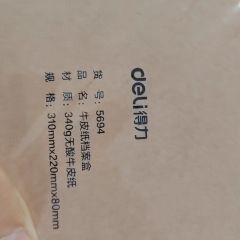 deli得力
货 号：5694
品 名：牛皮纸档案盒
材 质：340g无酸牛皮纸
规 格：310mmx220mmx80mm